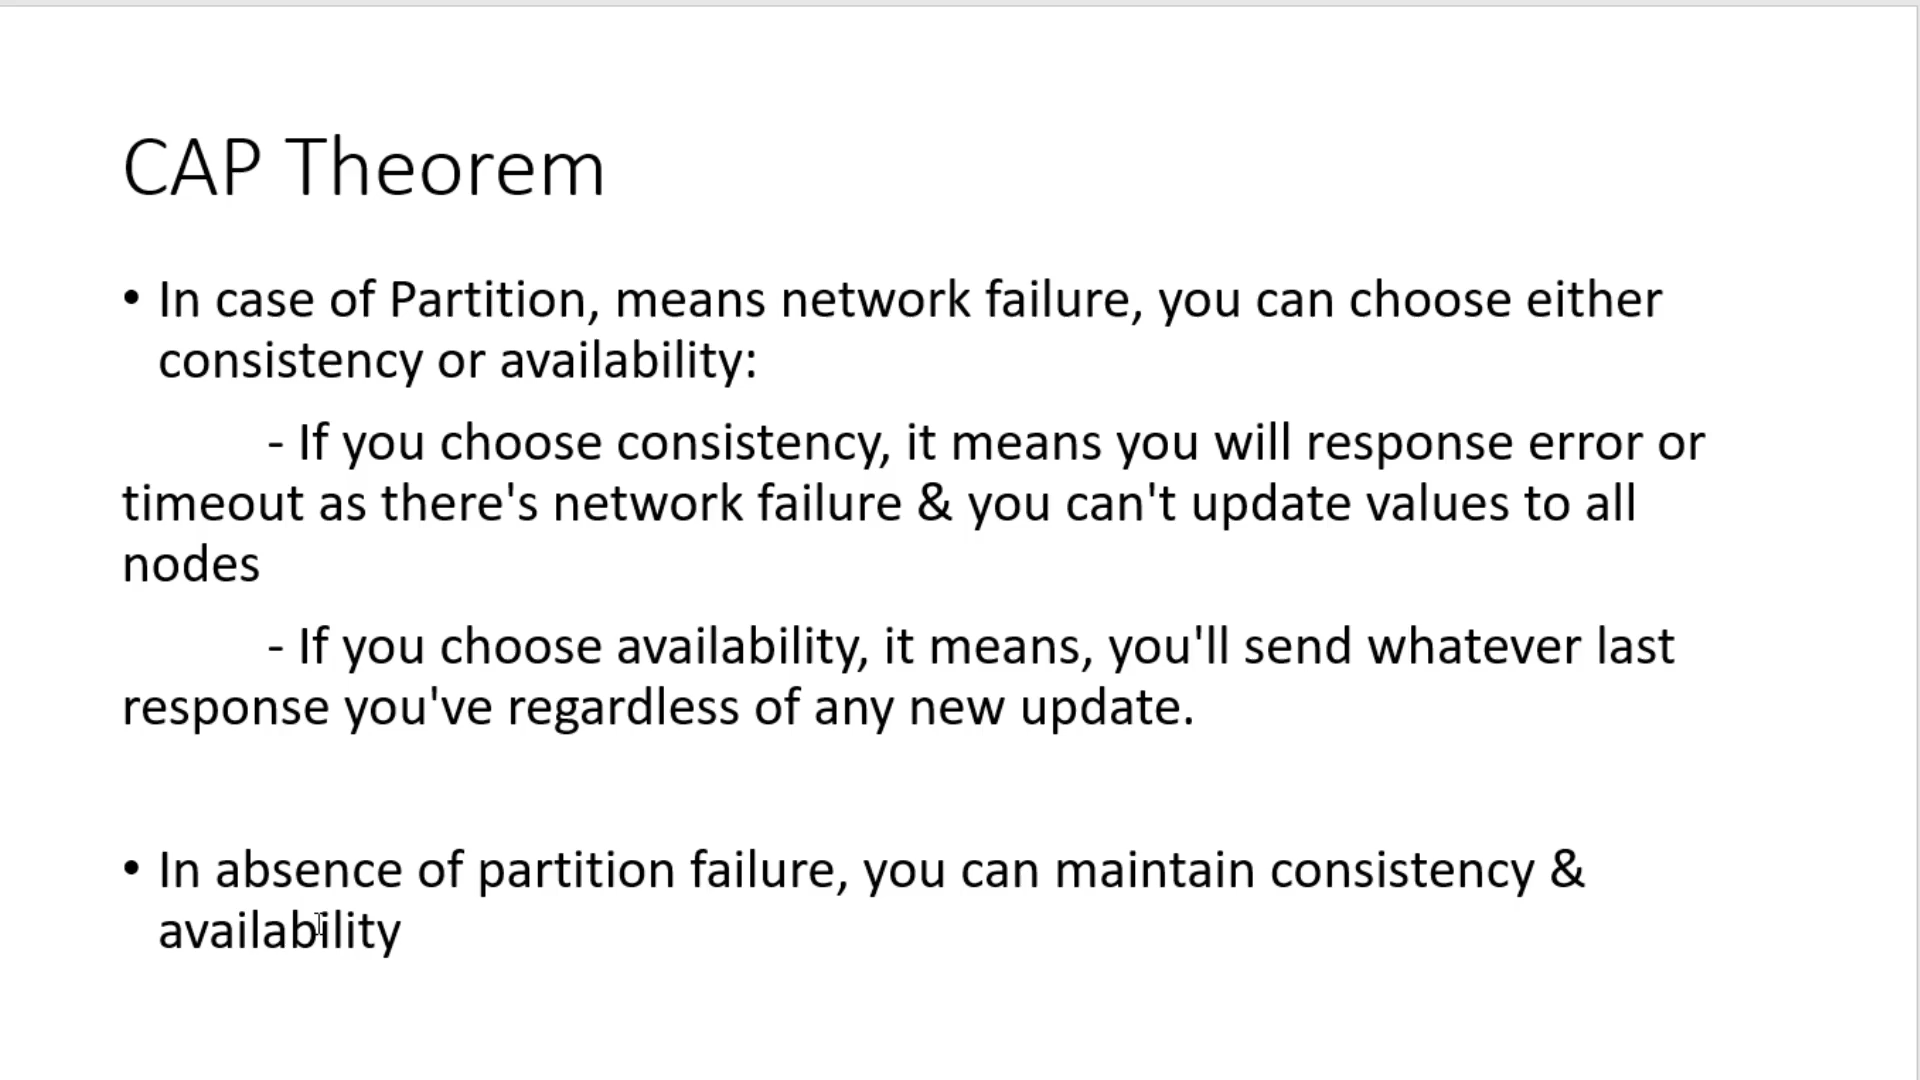 CAP Theorem
• In case of Partition, means network failure, you can choose either
consistency or availability:
- If you choose consistency, it means you will response error or
timeout as there's network failure & you can't update values to all
nodes
- If you choose availability, it means, you'll send whatever last
response you've regardless of any new update.
• In absence of partition failure, you can maintain consistency &
availability